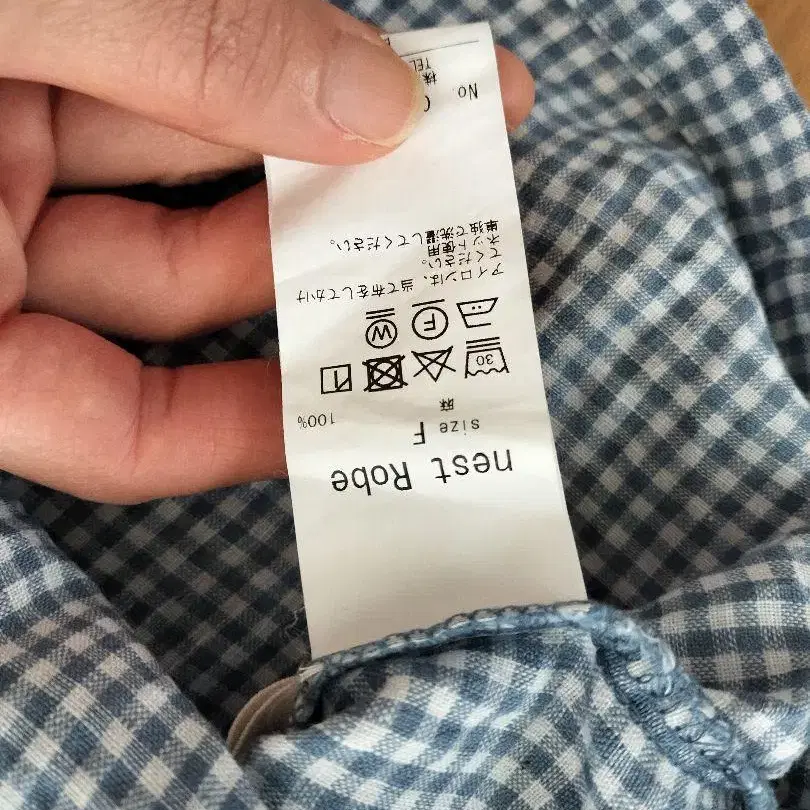 nest Robe
size F
麻 100%
30
F W
アイロンは、当て布をしてかけ
てください。
ネット使用
単独で洗濯してください。
No.
株
TEL